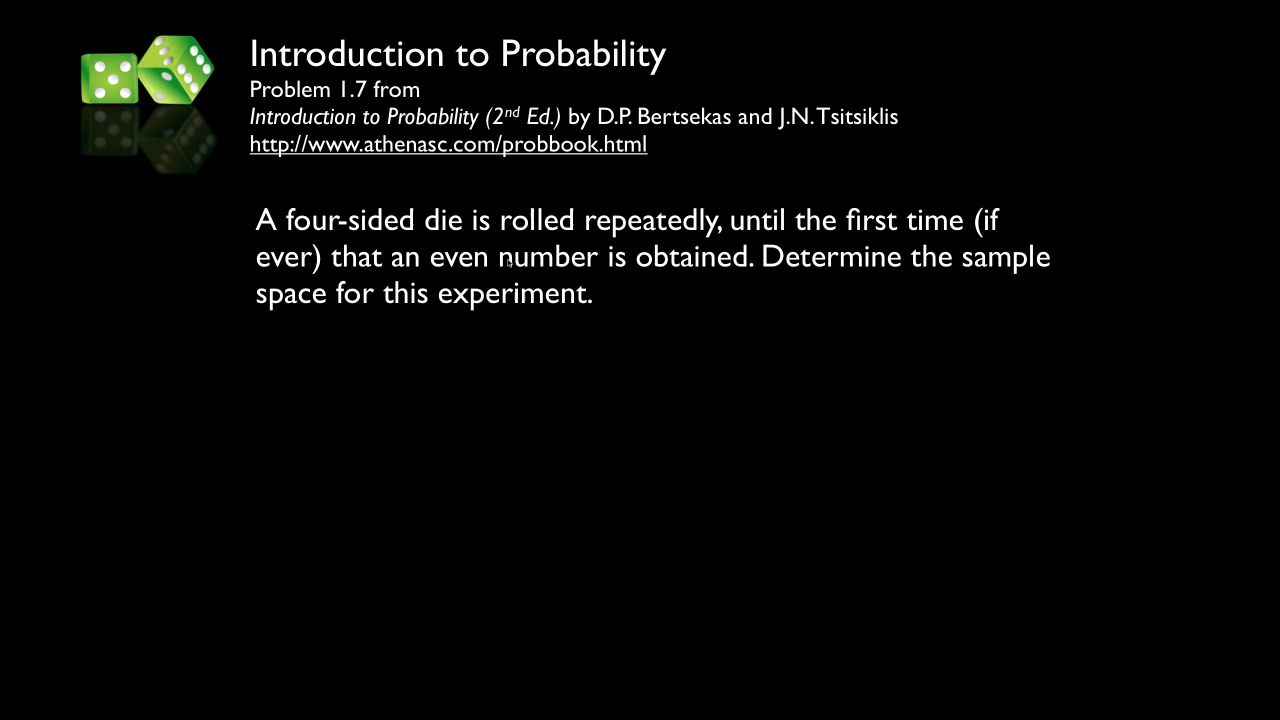 Introduction to Probability
Problem 1.7 from
Introduction to Probability (2nd Ed.) by D.P. Bertsekas and J.N. Tsitsiklis
http://www.athenasc.com/probbook.html
A four-sided die is rolled repeatedly, until the first time (if
ever) that an even number is obtained. Determine the sample
space for this experiment.